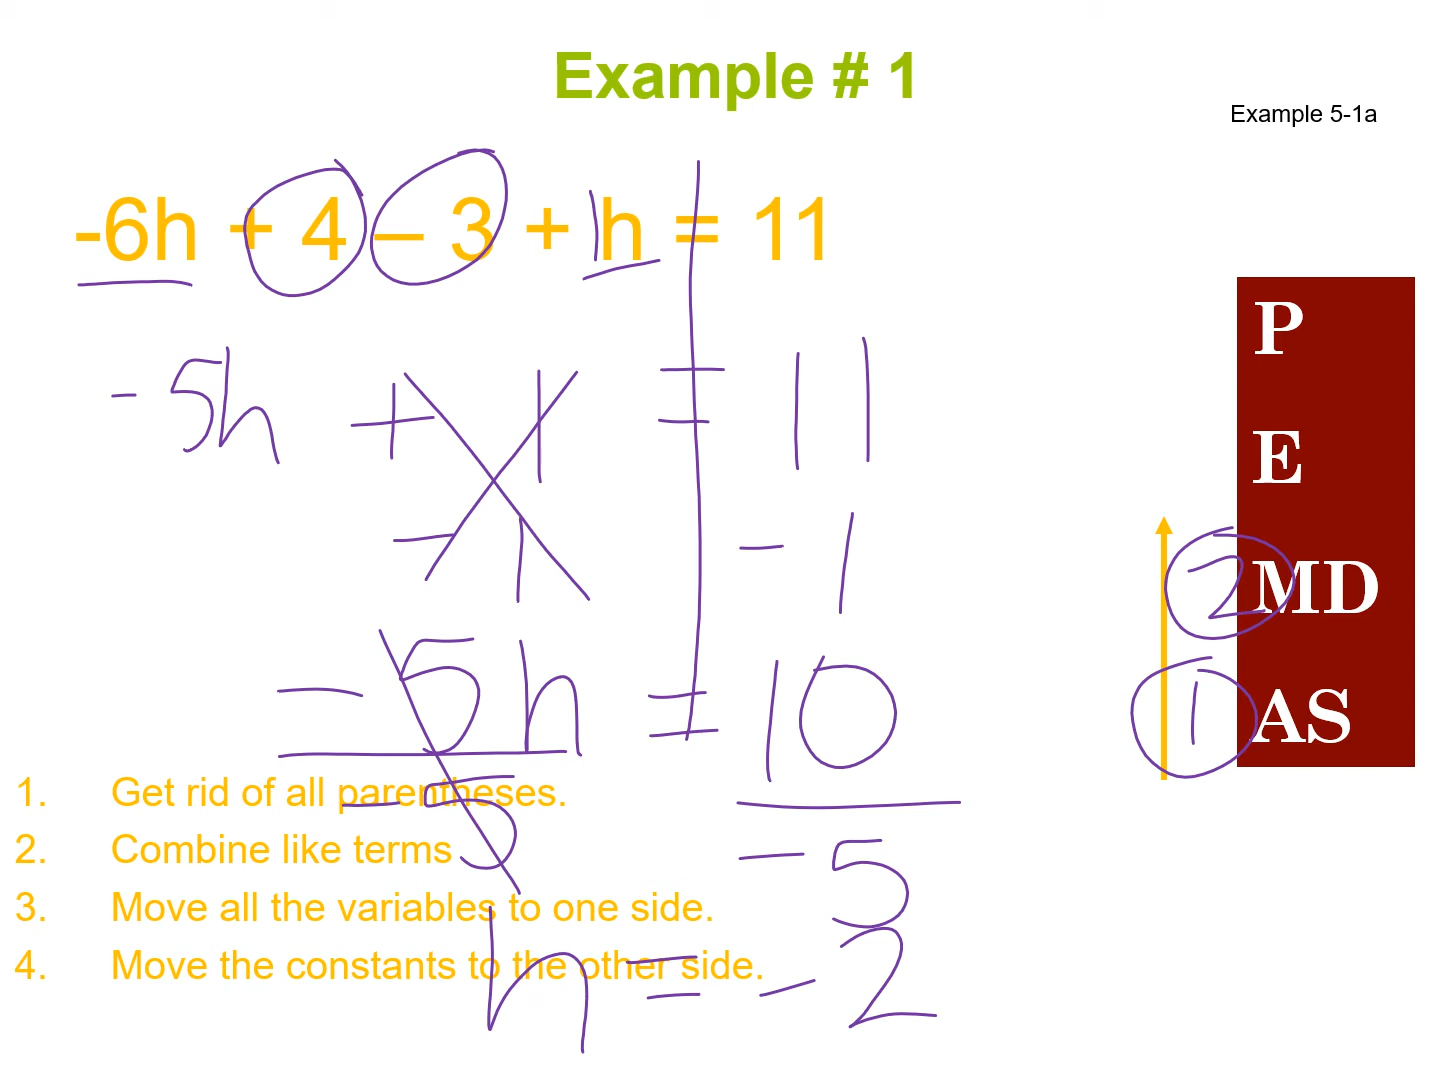 Example # 1
Example 5-1a
-6h + 4 – 3 + 1h = 11
-5h + 1 = 11
- 1 - 1
-5h = 10
-5 -5
h = -2
P
E
2 MD
1 AS
1. Get rid of all parentheses.
2. Combine like terms
3. Move all the variables to one side.
4. Move the constants to the other side.